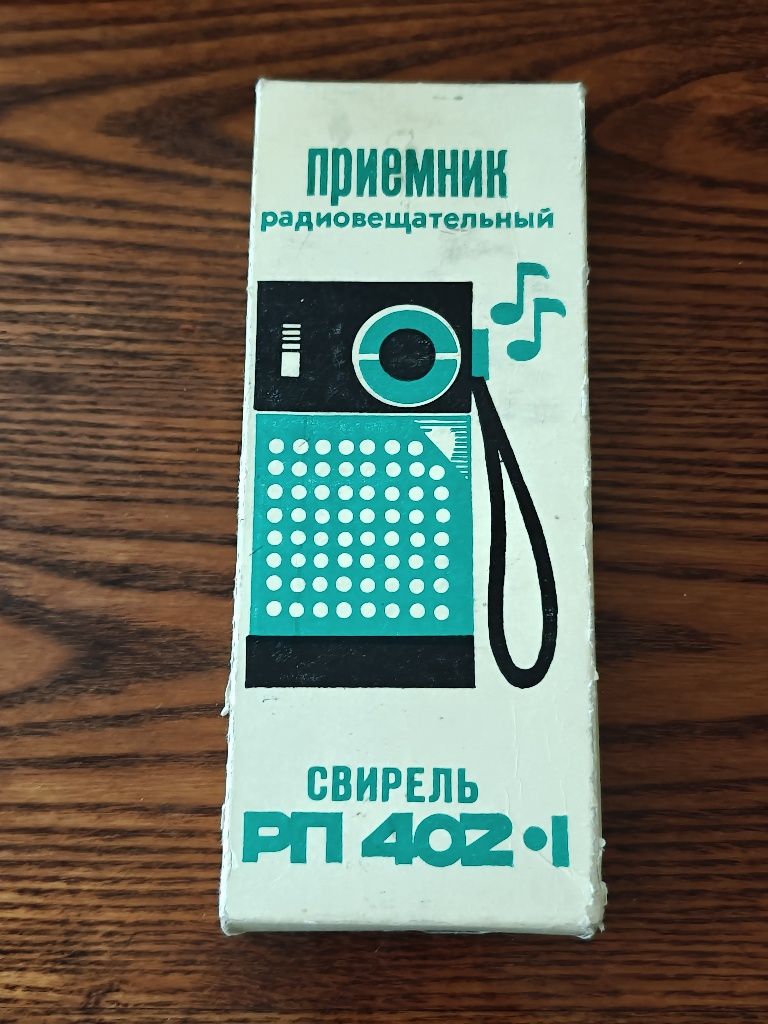 приемник
радиовещательный
СВИРЕЛЬ
РП 402•1